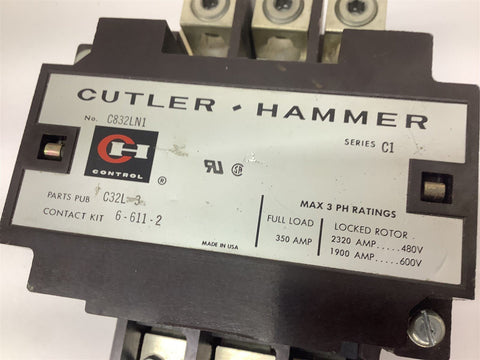 CUTLER • HAMMER
No. C832LN1
SERIES C1
CH
CONTROL ®
PARTS PUB C32L-3
CONTACT KIT 6-611-2
MADE IN USA
MAX 3 PH RATINGS
FULL LOAD
350 AMP
LOCKED ROTOR
2320 AMP.....480V
1900 AMP.....600V